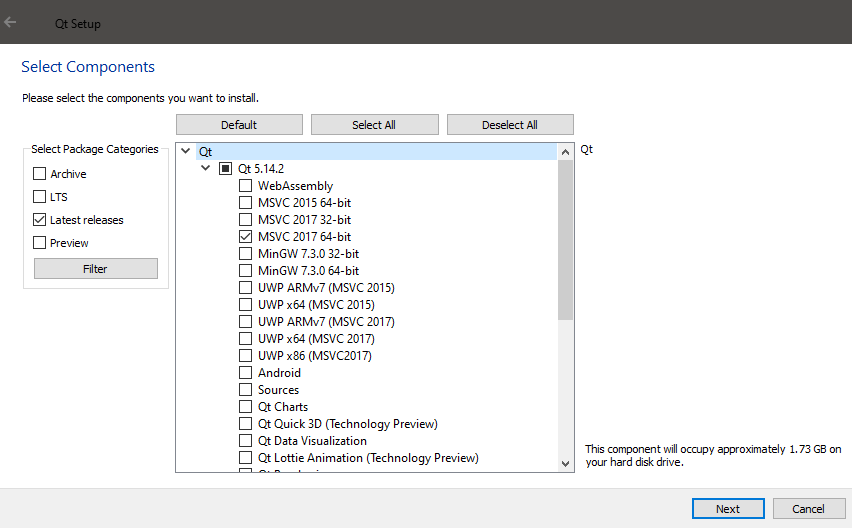 Qt Setup
Select Components
Please select the components you want to install.
Default
Select All
Deselect All
Select Package Categories
Archive
LTS
Latest releases
Preview
Filter
Qt
Qt 5.14.2
WebAssembly
MSVC 2015 64-bit
MSVC 2017 32-bit
MSVC 2017 64-bit
MinGW 7.3.0 32-bit
MinGW 7.3.0 64-bit
UWP ARMv7 (MSVC 2015)
UWP x64 (MSVC 2015)
UWP ARMv7 (MSVC 2017)
UWP x64 (MSVC 2017)
UWP x86 (MSVC2017)
Android
Sources
Qt Charts
Qt Quick 3D (Technology Preview)
Qt Data Visualization
Qt Lottie Animation (Technology Preview)
Qt
This component will occupy approximately 1.73 GB on
your hard disk drive.
Next
Cancel